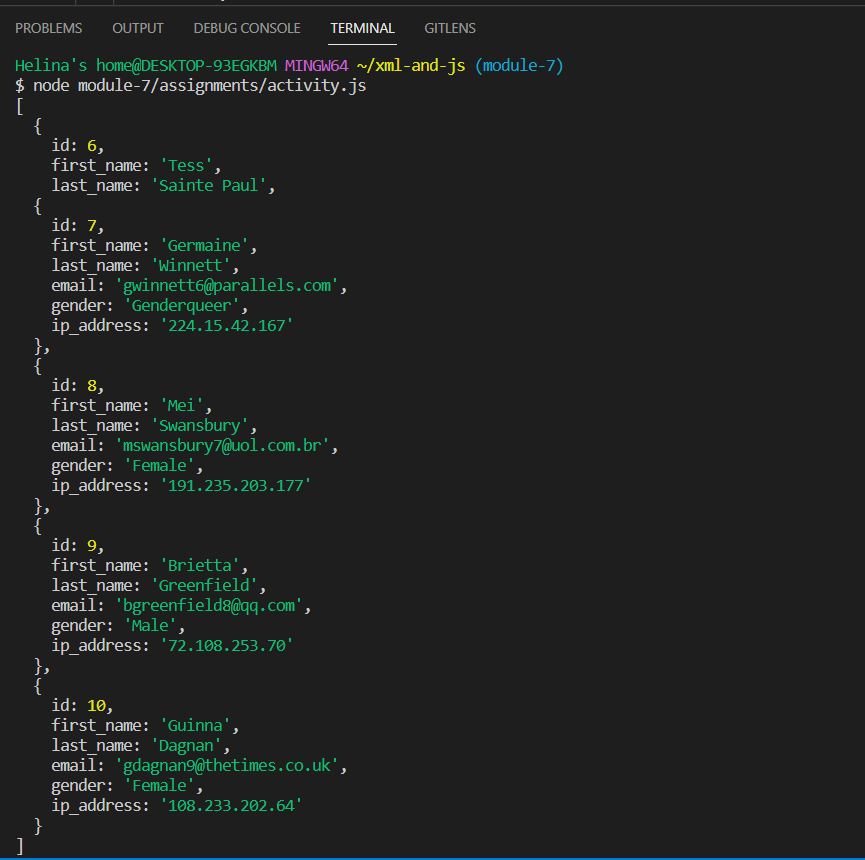 PROBLEMS OUTPUT DEBUG CONSOLE TERMINAL GITLENS
Helina's home@DESKTOP-93EGKBM MINGW64 ~/xml-and-js (module-7)
$ node module-7/assignments/activity.js
[
  {
    id: 6,
    first_name: 'Tess',
    last_name: 'Sainte Paul',
  {
    id: 7,
    first_name: 'Germaine',
    last_name: 'Winnett',
    email: 'gwinnett6@parallels.com',
    gender: 'Genderqueer',
    ip_address: '224.15.42.167'
  },
  {
    id: 8,
    first_name: 'Mei',
    last_name: 'Swansbury',
    email: 'mswansbury7@uol.com.br',
    gender: 'Female',
    ip_address: '191.235.203.177'
  },
  {
    id: 9,
    first_name: 'Brietta',
    last_name: 'Greenfield',
    email: 'bgreenfield8@qq.com',
    gender: 'Male',
    ip_address: '72.108.253.70'
  },
  {
    id: 10,
    first_name: 'Guinna',
    last_name: 'Dagnan',
    email: 'gdagnan9@thetimes.co.uk',
    gender: 'Female',
    ip_address: '108.233.202.64'
  }
]